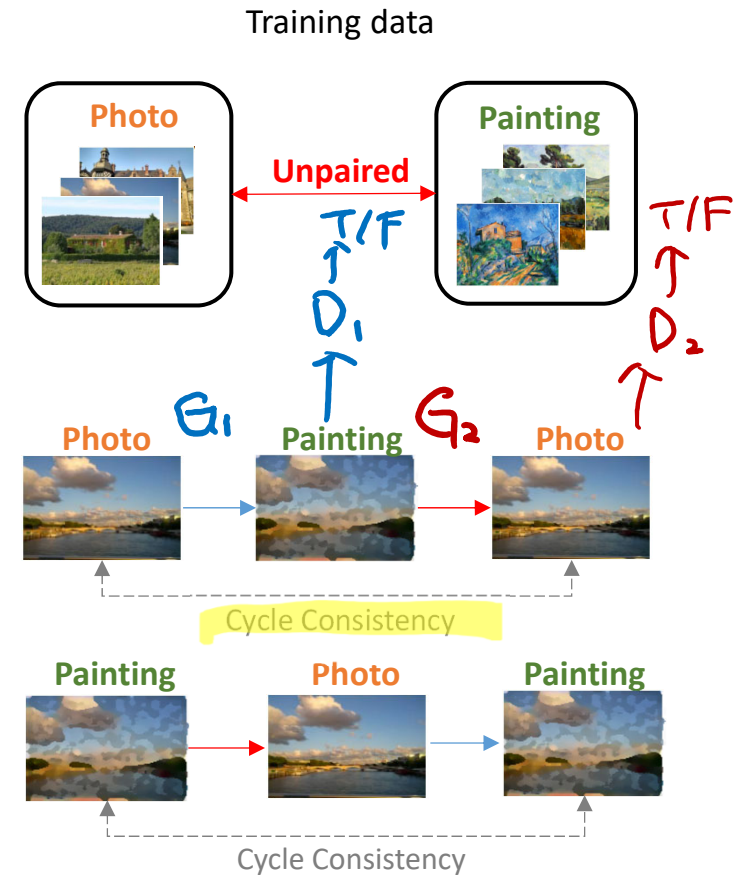 Training data
Photo
Painting
Unpaired
T/F
T/F
D₁
D₂
G₁
G₂
Photo
Painting
Photo
Cycle Consistency
Painting
Photo
Painting
Cycle Consistency